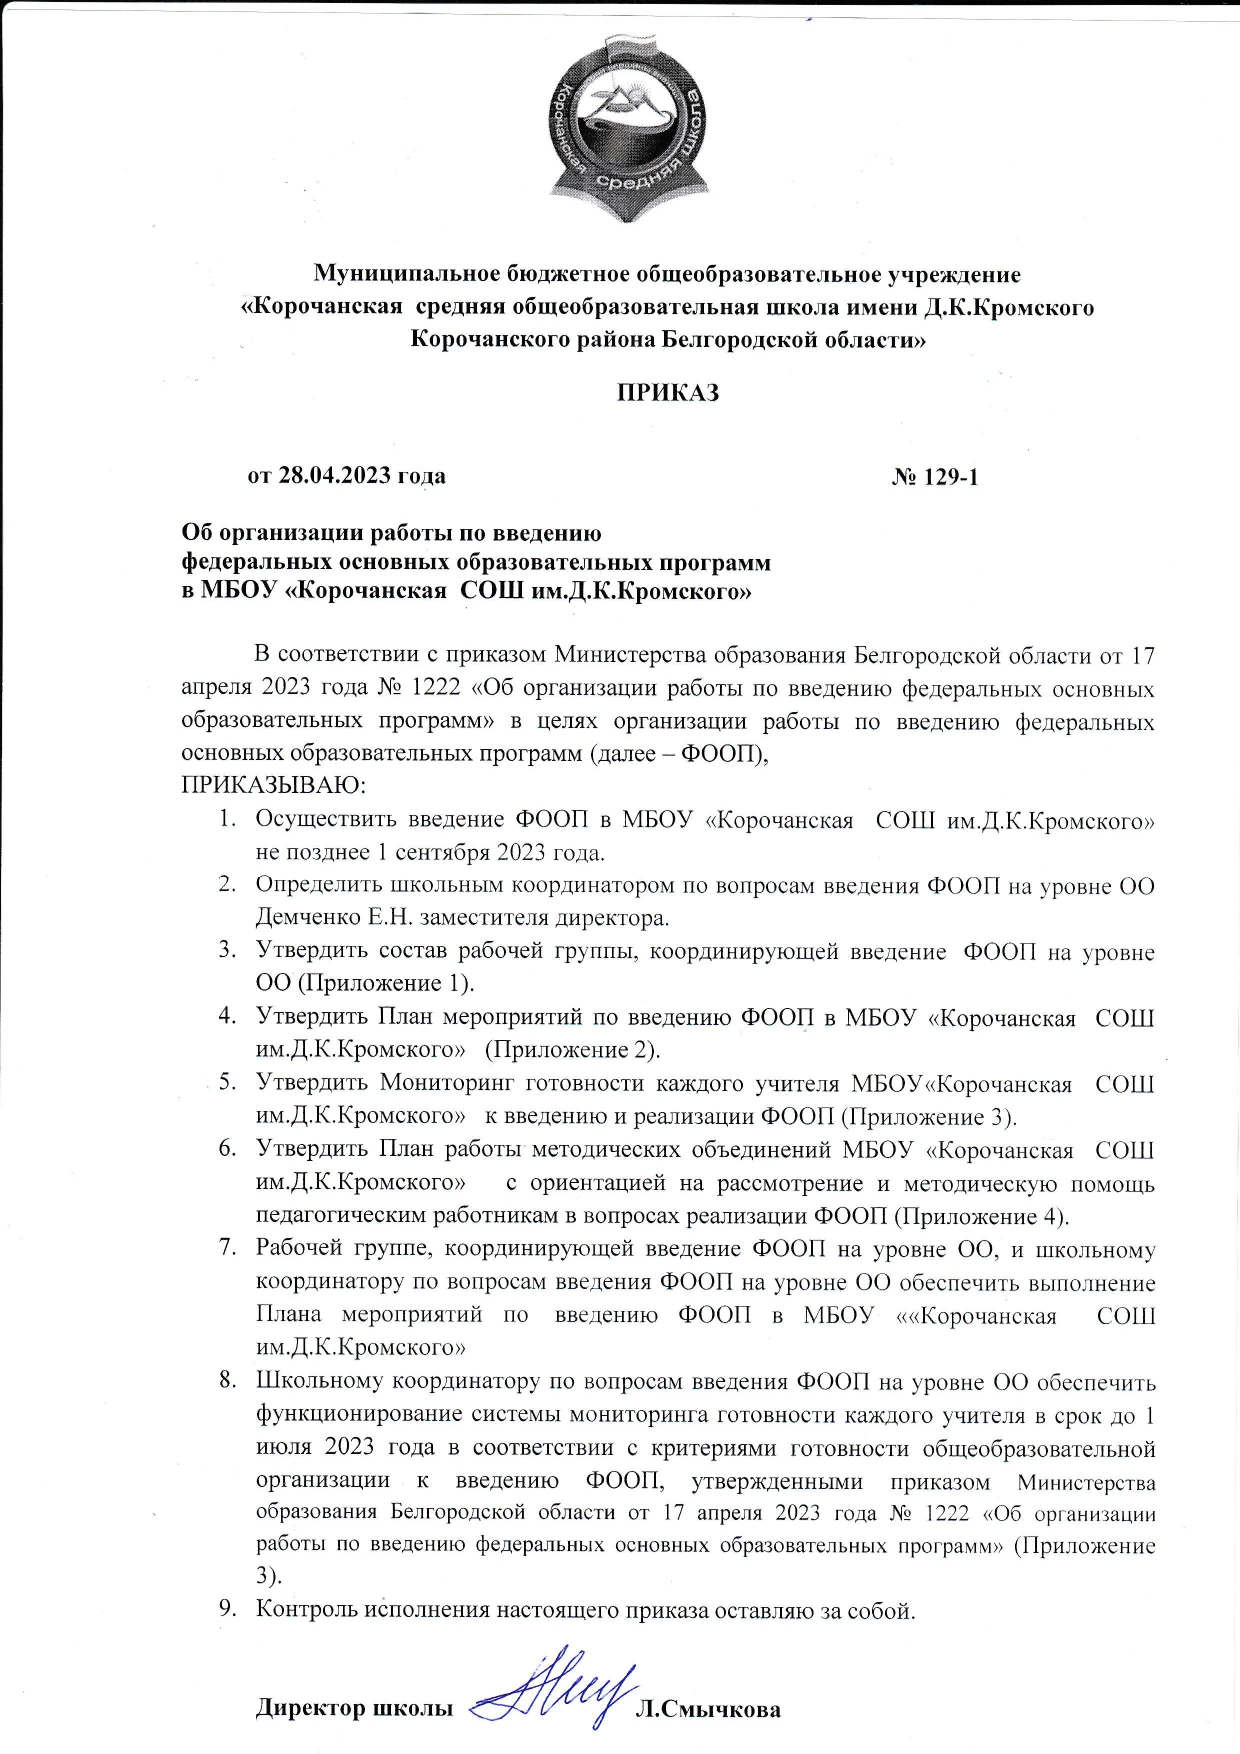 Корочанская средняя школа
Муниципальное бюджетное общеобразовательное учреждение
«Корочанская средняя общеобразовательная школа имени Д.К.Кромского
Корочанского района Белгородской области»
ПРИКАЗ
от 28.04.2023 года № 129-1
Об организации работы по введению
федеральных основных образовательных программ
в МБОУ «Корочанская СОШ им.Д.К.Кромского»
В соответствии с приказом Министерства образования Белгородской области от 17
апреля 2023 года № 1222 «Об организации работы по введению федеральных основных
образовательных программ» в целях организации работы по введению федеральных
основных образовательных программ (далее – ФООП),
ПРИКАЗЫВАЮ:
1. Осуществить введение ФООП в МБОУ «Корочанская СОШ им.Д.К.Кромского»
не позднее 1 сентября 2023 года.
2. Определить школьным координатором по вопросам введения ФООП на уровне ОО
Демченко Е.Н. заместителя директора.
3. Утвердить состав рабочей группы, координирующей введение ФООП на уровне
ОО (Приложение 1).
4. Утвердить План мероприятий по введению ФООП в МБОУ «Корочанская СОШ
им.Д.К.Кромского» (Приложение 2).
5. Утвердить Мониторинг готовности каждого учителя МБОУ«Корочанская СОШ
им.Д.К.Кромского» к введению и реализации ФООП (Приложение 3).
6. Утвердить План работы методических объединений МБОУ «Корочанская СОШ
им.Д.К.Кромского» с ориентацией на рассмотрение и методическую помощь
педагогическим работникам в вопросах реализации ФООП (Приложение 4).
7. Рабочей группе, координирующей введение ФООП на уровне ОО, и школьному
координатору по вопросам введения ФООП на уровне ОО обеспечить выполнение
Плана мероприятий по введению ФООП в МБОУ ««Корочанская СОШ
им.Д.К.Кромского»
8. Школьному координатору по вопросам введения ФООП на уровне ОО обеспечить
функционирование системы мониторинга готовности каждого учителя в срок до 1
июля 2023 года в соответствии с критериями готовности общеобразовательной
организации к введению ФООП, утвержденными приказом Министерства
образования Белгородской области от 17 апреля 2023 года № 1222 «Об организации
работы по введению федеральных основных образовательных программ» (Приложение
3).
9. Контроль исполнения настоящего приказа оставляю за собой.
Директор школы Л.Смычкова